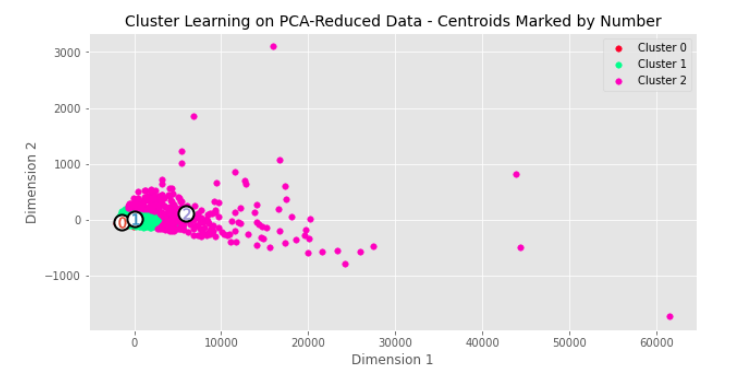 Cluster Learning on PCA-Reduced Data - Centroids Marked by Number
Cluster 0
Cluster 1
Cluster 2
3000
2000
1000
0
−1000
Dimension 2
0 1 2
0 10000 20000 30000 40000 50000 60000
Dimension 1